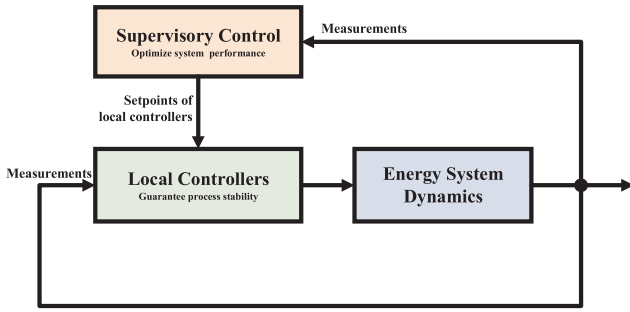 Supervisory Control
Optimize system performance
Measurements
Setpoints of
local controllers
Measurements
Local Controllers
Guarantee process stability
Energy System
Dynamics